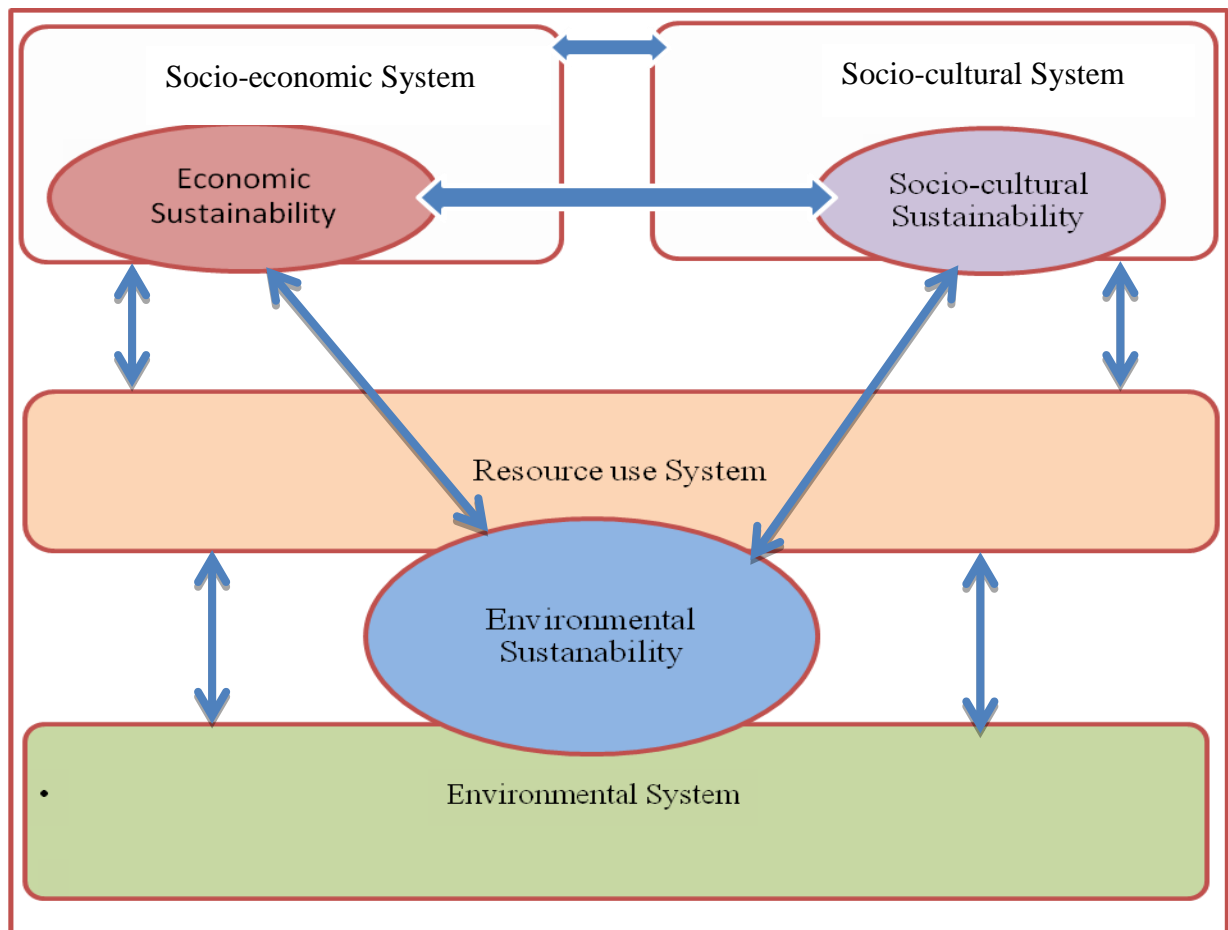 Socio-economic System
Socio-cultural System
Economic
Sustainability
Socio-cultural
Sustainability
Resource use System
Environmental
Sustanability
• Environmental System